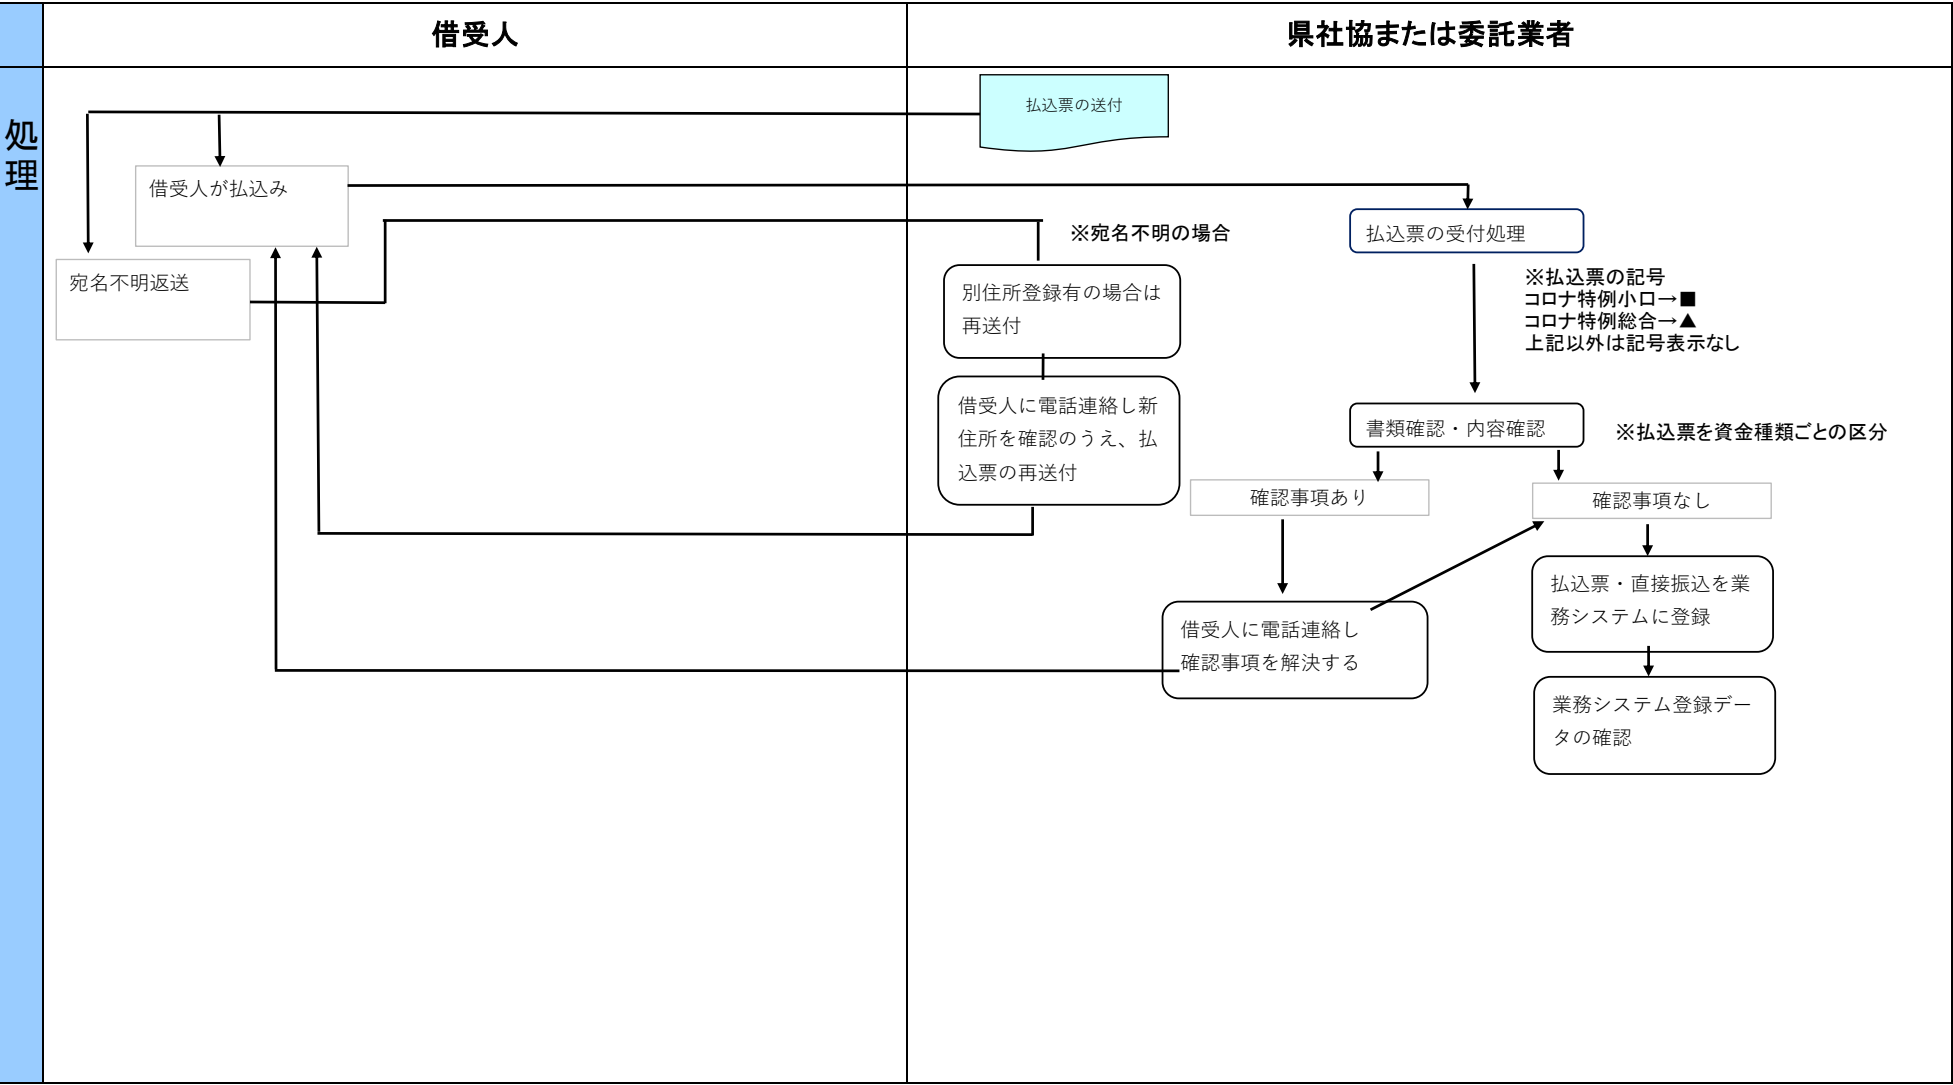 借受人
県社協または委託業者
処
理
払込票の送付
借受人が払込み
宛名不明返送
※宛名不明の場合
別住所登録有の場合は
再送付
借受人に電話連絡し新
住所を確認のうえ、払
込票の再送付
払込票の受付処理
※払込票の記号
コロナ特例小口→■
コロナ特例総合→▲
上記以外は記号表示なし
書類確認・内容確認
※払込票を資金種類ごとの区分
確認事項あり
確認事項なし
借受人に電話連絡し
確認事項を解決する
払込票・直接振込を業
務システムに登録
業務システム登録デー
タの確認